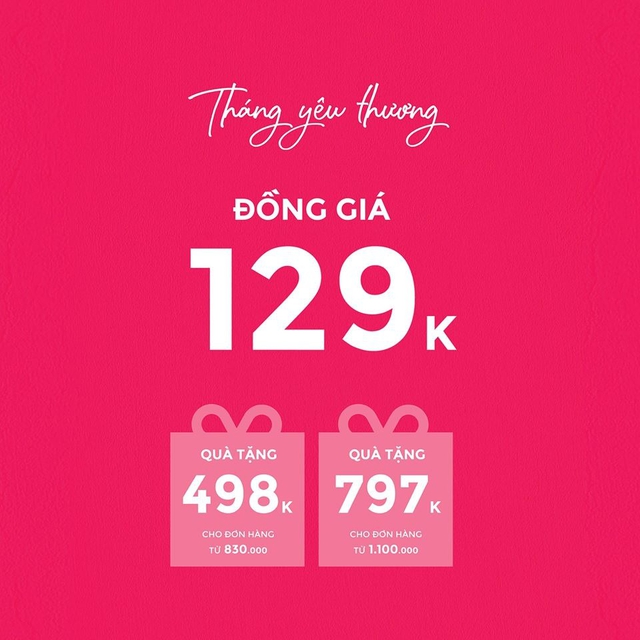 Tháng yêu thương
ĐỒNG GIÁ
129K
QUÀ TẶNG
498K
CHO ĐƠN HÀNG
TỪ 830.000
QUÀ TẶNG
797K
CHO ĐƠN HÀNG
TỪ 1.100.000